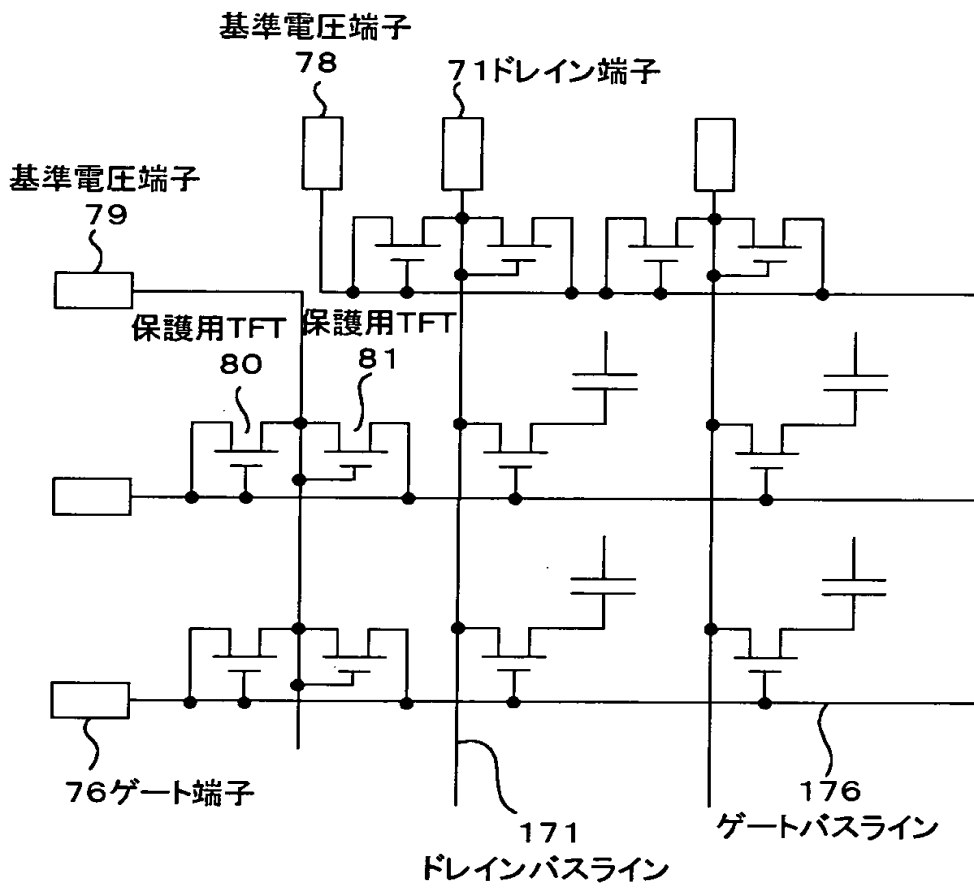 基準電圧端子
78
71ドレイン端子
基準電圧端子
79
保護用TFT
80
保護用TFT
81
76ゲート端子
171
ドレインバスライン
176
ゲートバスライン